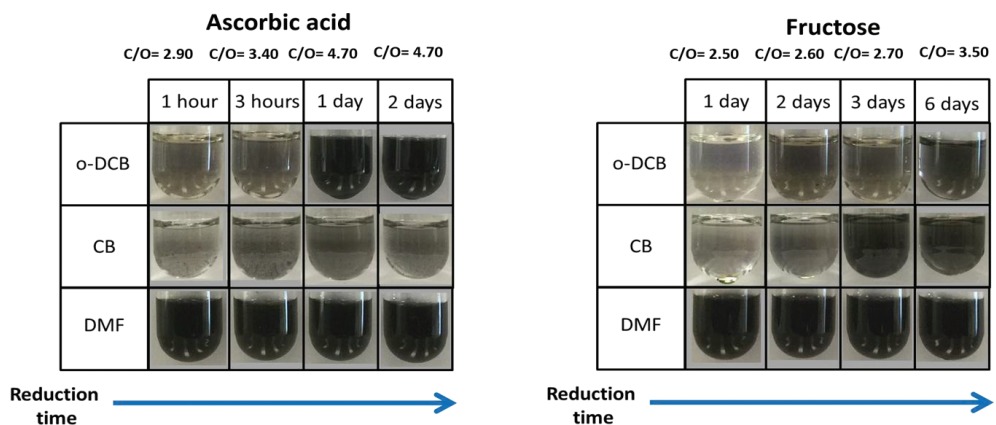 Ascorbic acid
C/O= 2.90 C/O= 3.40 C/O= 4.70 C/O= 4.70
1 hour 3 hours 1 day 2 days
o-DCB
CB
DMF
Reduction
time
Fructose
C/O= 2.50 C/O= 2.60 C/O= 2.70 C/O= 3.50
1 day 2 days 3 days 6 days
o-DCB
CB
DMF
Reduction
time